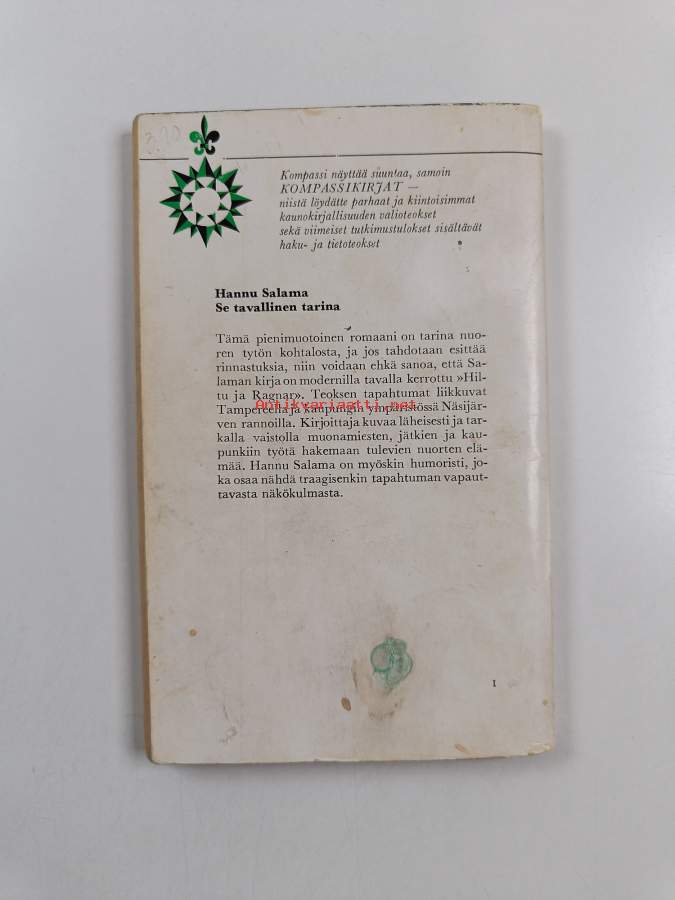 3.20
Kompassi näyttää suuntaa, samoin
KOMPASSIKIRJAT —
niistä löydätte parhaat ja kiintoisimmat
kaunokirjallisuuden valioteokset
sekä viimeiset tutkimustulokset sisältävät
haku- ja tietoteokset
Hannu Salama
Se tavallinen tarina
Tämä pienimuotoinen romaani on tarina nuo-
ren tytön kohtalosta, ja jos tahdotaan esittää
rinnastuksia, niin voidaan ehkä sanoa, että Sa-
laman kirja on modernilla tavalla kerrottu »Hil-
tu ja Ragnar». Teoksen tapahtumat liikkuvat
Antikvariaatti.net
Tampereella ja kaupungin ympäristössä Näsijär-
ven rannoilla. Kirjoittaja kuvaa läheisesti ja tar-
kalla vaistolla muonamiesten, jätkien ja kau-
punkiin työtä hakemaan tulevien nuorten elä-
mää. Hannu Salama on myöskin humoristi, jo-
ka osaa nähdä traagisenkin tapahtuman vapaut-
tavasta näkökulmasta.
I